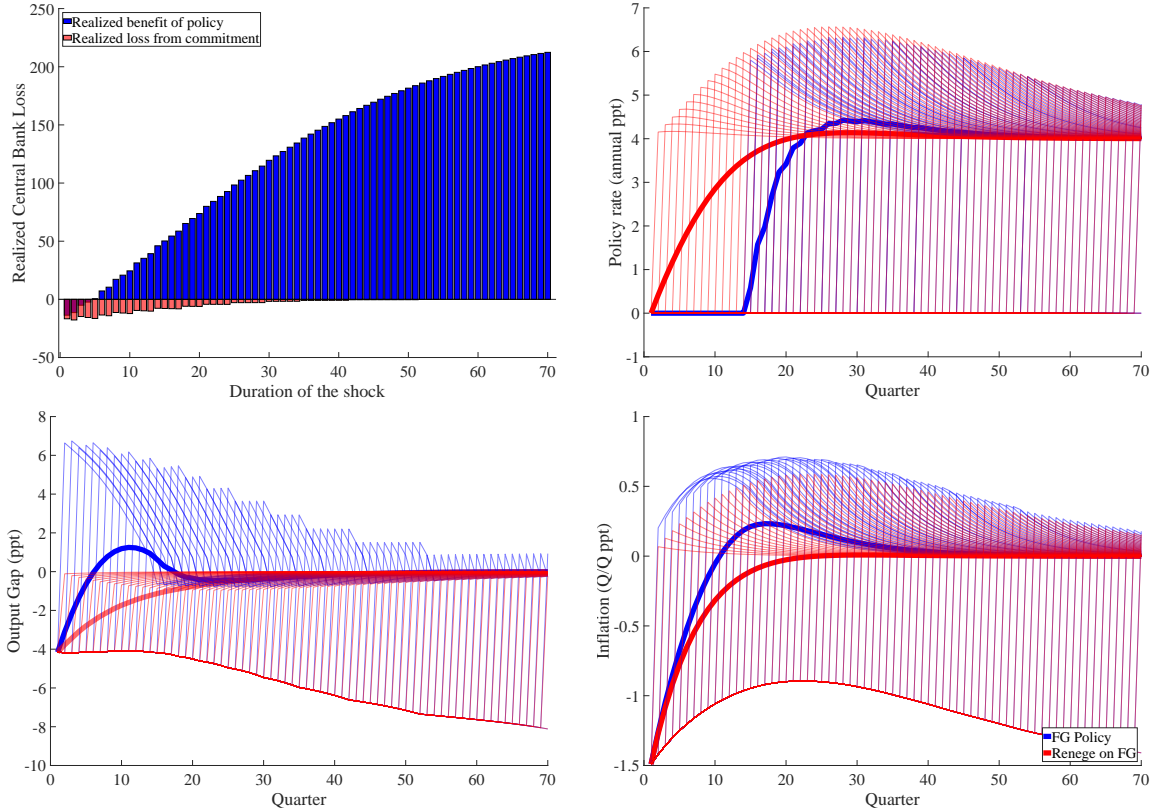 Realized benefit of policy
Realized loss from commitment
Realized Central Bank Loss
250
200
150
100
50
0
-50
0 10 20 30 40 50 60 70
Duration of the shock
Policy rate (annual ppt)
7
6
5
4
3
2
1
0
-1
0 10 20 30 40 50 60 70
Quarter
Output Gap (ppt)
8
6
4
2
0
-2
-4
-6
-8
-10
0 10 20 30 40 50 60 70
Quarter
Inflation (Q/Q ppt)
1
0.5
0
-0.5
-1
-1.5
0 10 20 30 40 50 60 70
Quarter
FG Policy
Renege on FG